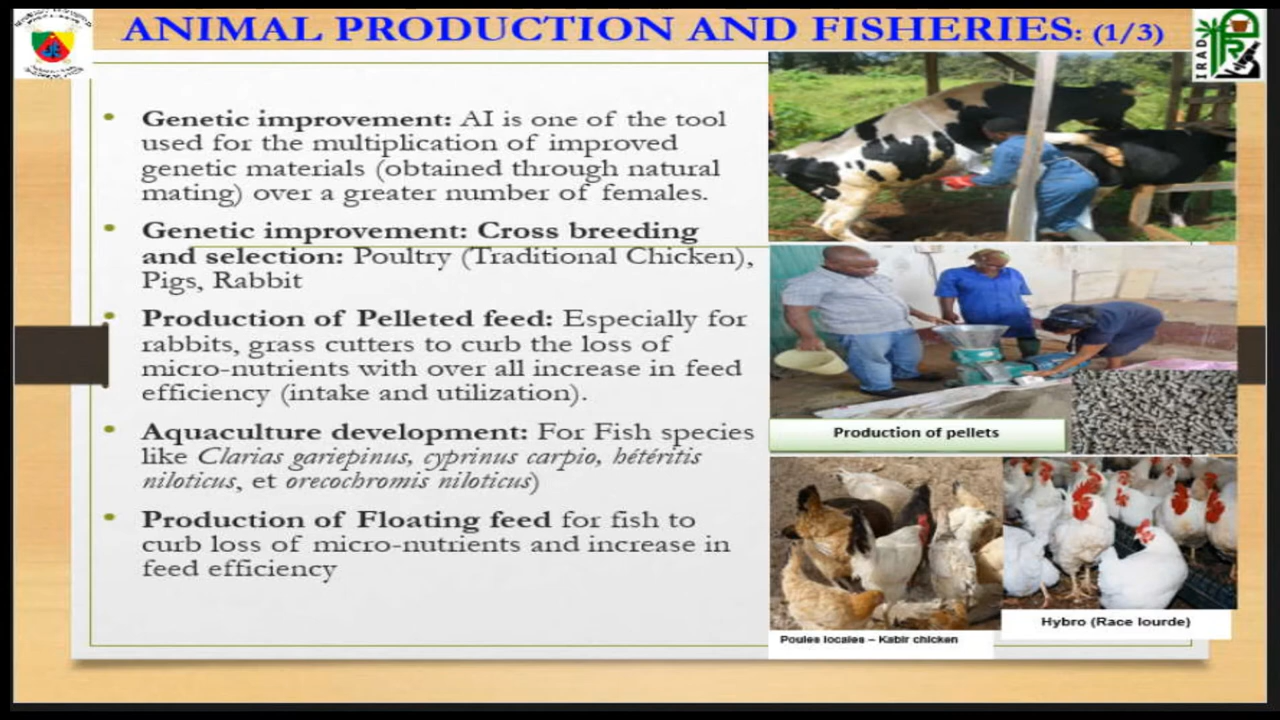 ANIMAL PRODUCTION AND FISHERIES: (1/3)
IRAD
• Genetic improvement: AI is one of the tool
used for the multiplication of improved
genetic materials (obtained through natural
mating) over a greater number of females.
• Genetic improvement: Cross breeding
and selection: Poultry (Traditional Chicken),
Pigs, Rabbit
• Production of Pelleted feed: Especially for
rabbits, grass cutters to curb the loss of
micro-nutrients with over all increase in feed
efficiency (intake and utilization).
• Aquaculture development: For Fish species
like Clarias gariepinus, cyprinus carpio, hétéritis
niloticus, et orecochromis niloticus)
• Production of Floating feed for fish to
curb loss of micro-nutrients and increase in
feed efficiency
Production of pellets
Poules locales – Kabir chicken
Hybro (Race lourde)